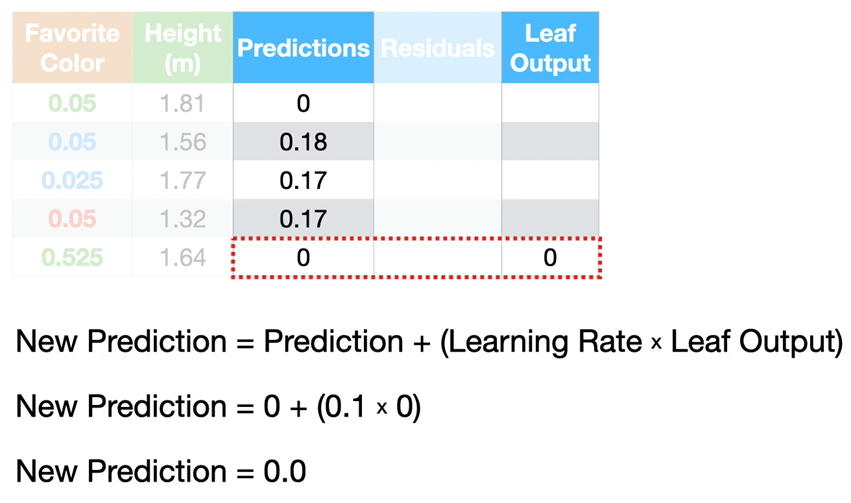 Favorite Color Height (m) Predictions Residuals Leaf Output
0.05 1.81 0
0.05 1.56 0.18
0.025 1.77 0.17
0.05 1.32 0.17
0.525 1.64 0 0
New Prediction = Prediction + (Learning Rate x Leaf Output)
New Prediction = 0 + (0.1 x 0)
New Prediction = 0.0